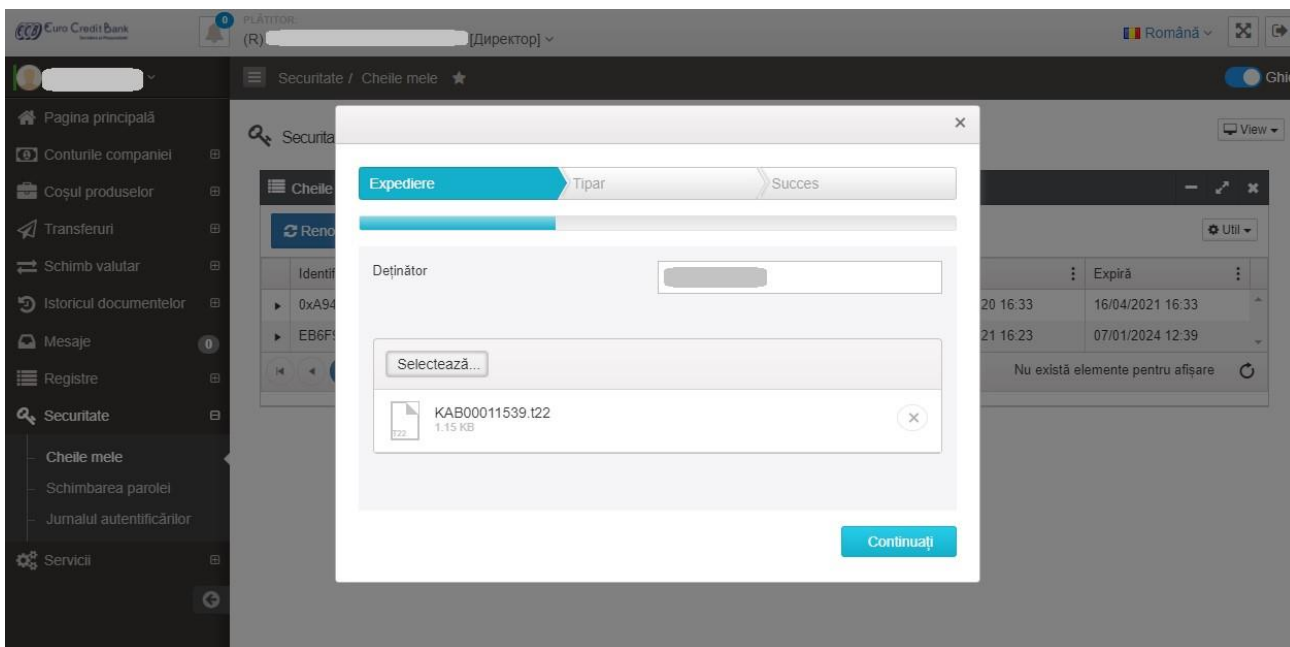 Euro Credit Bank
0
PLĂTITOR:
(R) [Директор]
Română
Securitate / Cheile mele
Ghi
Pagina principală
Conturile companiei
Coșul produselor
Transferuri
Schimb valutar
Istoricul documentelor
Mesaje 0
Registre
Securitate
Cheile mele
Schimbarea parolei
Jurnalul autentificărilor
Servicii
Securita
View
Cheile
Reno
Util
Identif
Expiră
0xA94
20 16:33 16/04/2021 16:33
EB6F9
21 16:23 07/01/2024 12:39
Nu există elemente pentru afișare
Expediere Tipar Succes
Deținător
Selectează...
KAB00011539.t22
1.15 KB
T22
Continuați